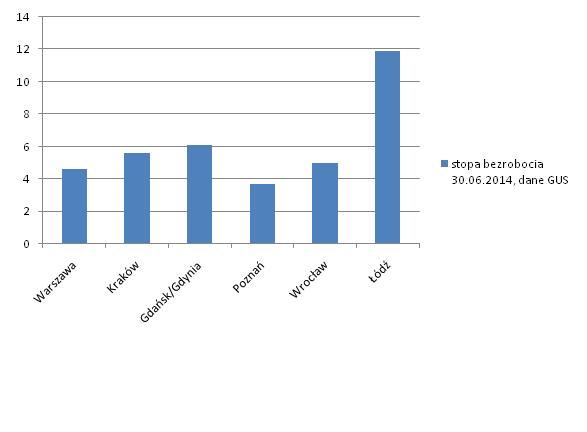 14
12
10
8
6
4
2
0
Warszawa
Kraków
Gdańsk/Gdynia
Poznań
Wrocław
Łódź
stopa bezrobocia
30.06.2014, dane GUS